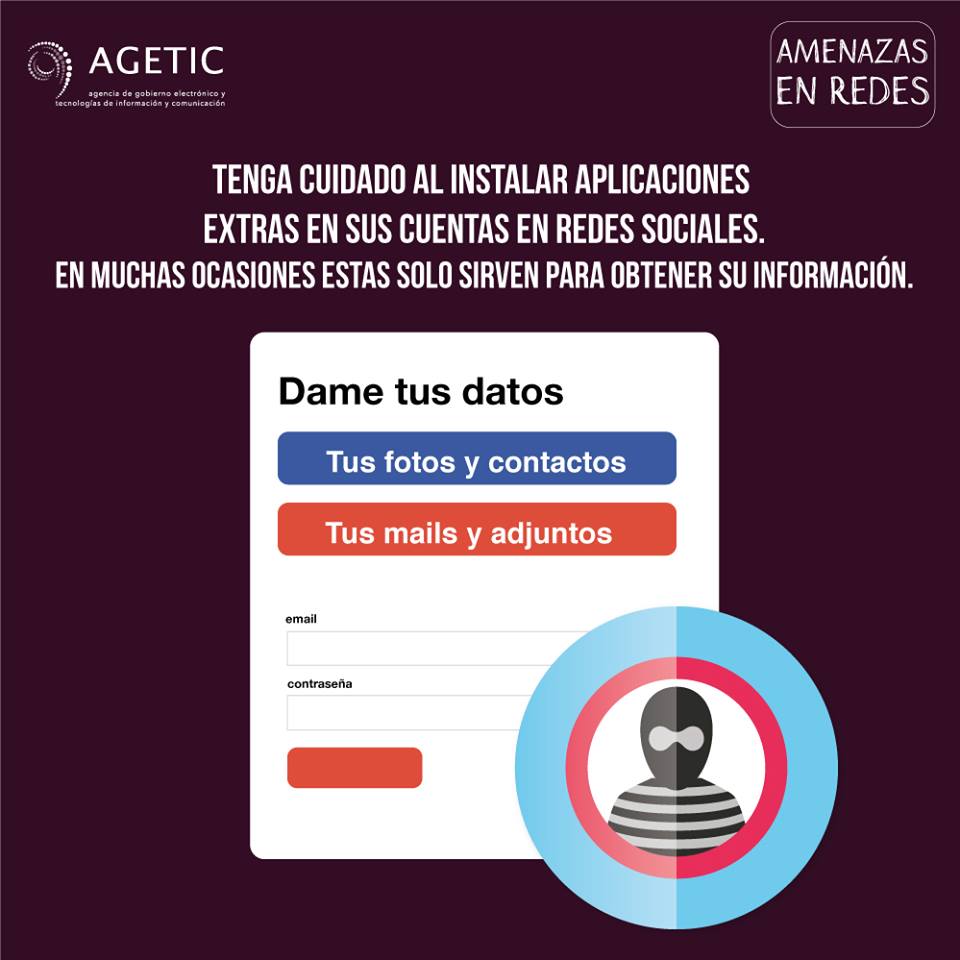 AGETIC
agencia de gobierno electrónico y
tecnologías de información y comunicación
AMENAZAS
EN REDES
TENGA CUIDADO AL INSTALAR APLICACIONES
EXTRAS EN SUS CUENTAS EN REDES SOCIALES.
EN MUCHAS OCASIONES ESTAS SOLO SIRVEN PARA OBTENER SU INFORMACIÓN.
Dame tus datos
Tus fotos y contactos
Tus mails y adjuntos
email
contraseña